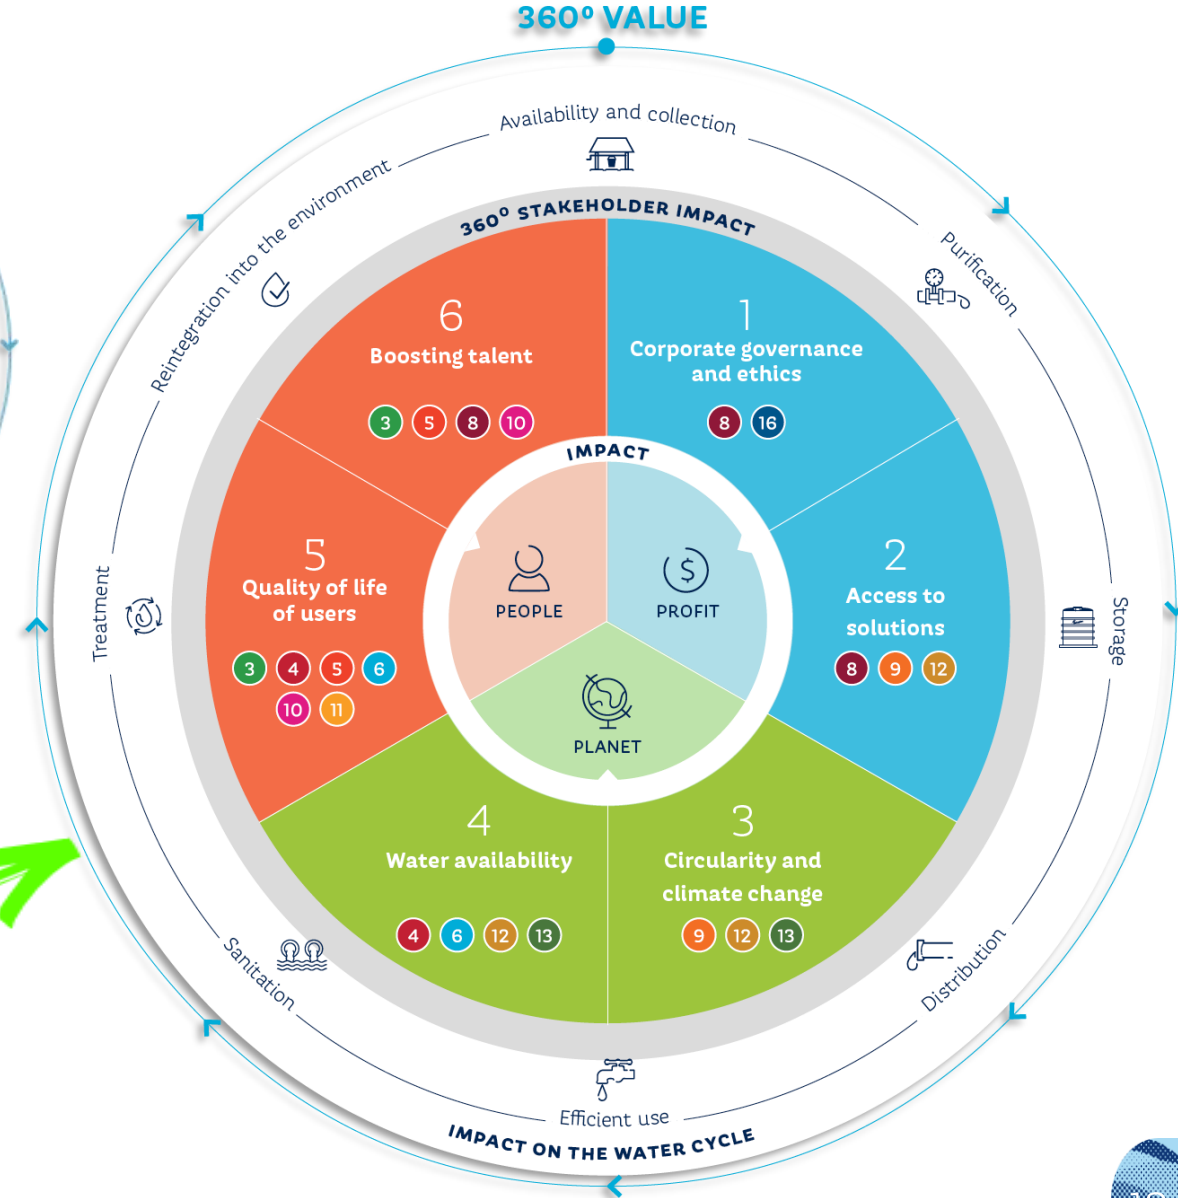 360º VALUE
Availability and collection
Purification
Storage
Distribution
Efficient use
Sanitation
Treatment
Reintegration into the environment
IMPACT ON THE WATER CYCLE
360º STAKEHOLDER IMPACT
1
Corporate governance
and ethics
8 16
2
Access to
solutions
8 9 12
3
Circularity and
climate change
9 12 13
4
Water availability
4 6 12 13
5
Quality of life
of users
3 4 5 6
10 11
6
Boosting talent
3 5 8 10
IMPACT
PEOPLE
$
PROFIT
PLANET